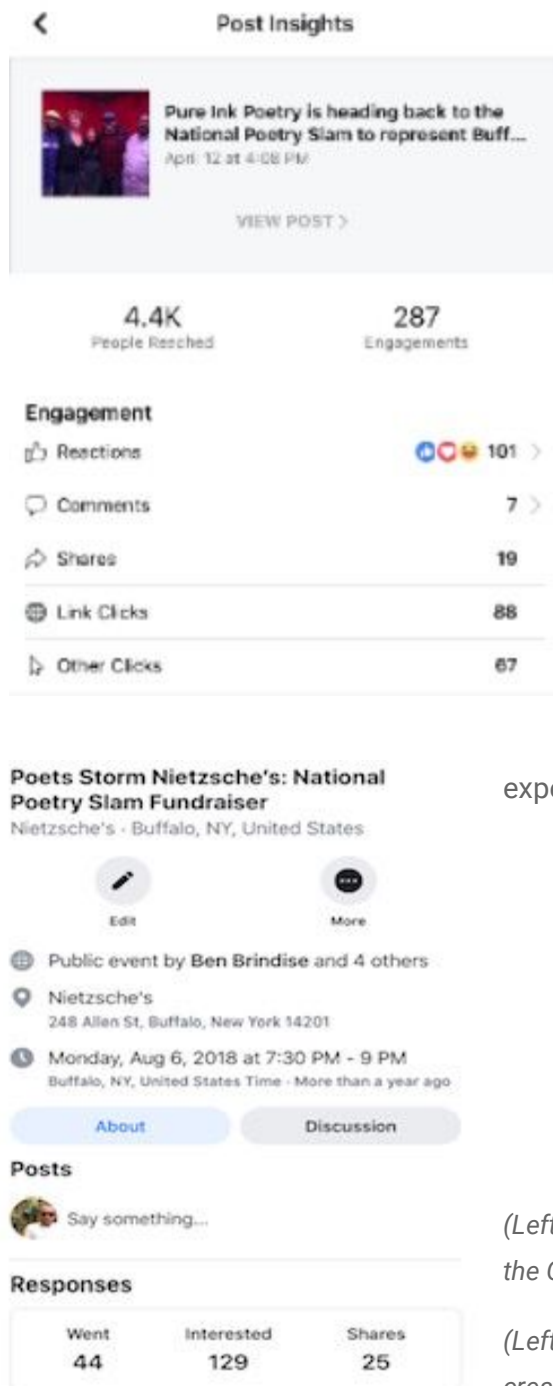 Post Insights
Pure Ink Poetry is heading back to the
National Poetry Slam to represent Buff...
April 12 at 4:08 PM
VIEW POST >
4.4K
People Reached
287
Engagements
Engagement
Reactions 101 >
Comments 7 >
Shares 19
Link Clicks 88
Other Clicks 67
Poets Storm Nietzsche's: National
Poetry Slam Fundraiser
expe
Nietzsche's · Buffalo, NY, United States
Edit
More
Public event by Ben Brindise and 4 others
Nietzsche's
248 Allen St, Buffalo, New York 14201
Monday, Aug 6, 2018 at 7:30 PM - 9 PM
Buffalo, NY, United States Time · More than a year ago
About
Discussion
Posts
Say something...
(Left
the
Responses
Went
44
Interested
129
Shares
25
(Left